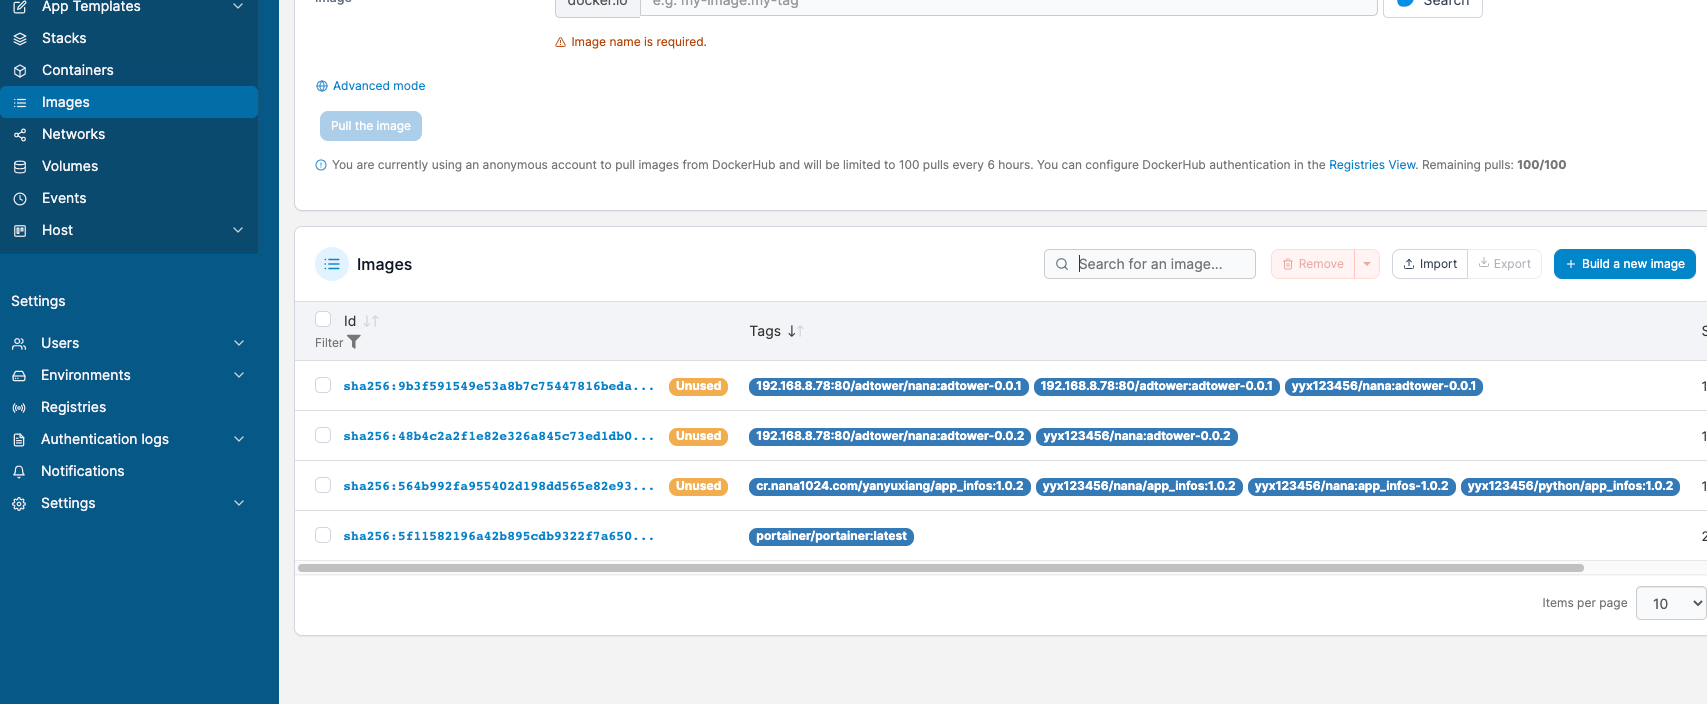 App Templates
Stacks
Containers
Images
Networks
Volumes
Events
Host
Settings
Users
Environments
Registries
Authentication logs
Notifications
Settings
Image
docker.io
e.g. my-image:my-tag
Search
Image name is required.
Advanced mode
Pull the image
You are currently using an anonymous account to pull images from DockerHub and will be limited to 100 pulls every 6 hours. You can configure DockerHub authentication in the Registries View. Remaining pulls: 100/100
Images
Search for an image...
Remove
Import
Export
Build a new image
Id
Filter
Tags
sha256:9b3f591549e53a8b7c75447816beda... Unused 192.168.8.78:80/adtower/nana:adtower-0.0.1 192.168.8.78:80/adtower:adtower-0.0.1 yyx123456/nana:adtower-0.0.1
sha256:48b4c2a2f1e82e326a845c73ed1db0... Unused 192.168.8.78:80/adtower/nana:adtower-0.0.2 yyx123456/nana:adtower-0.0.2
sha256:564b992fa955402d198dd565e82e93... Unused cr.nana1024.com/yanyuxiang/app_infos:1.0.2 yyx123456/nana/app_infos:1.0.2 yyx123456/nana:app_infos-1.0.2 yyx123456/python/app_infos:1.0.2
sha256:5f11582196a42b895cdb9322f7a650... portainer/portainer:latest
Items per page 10